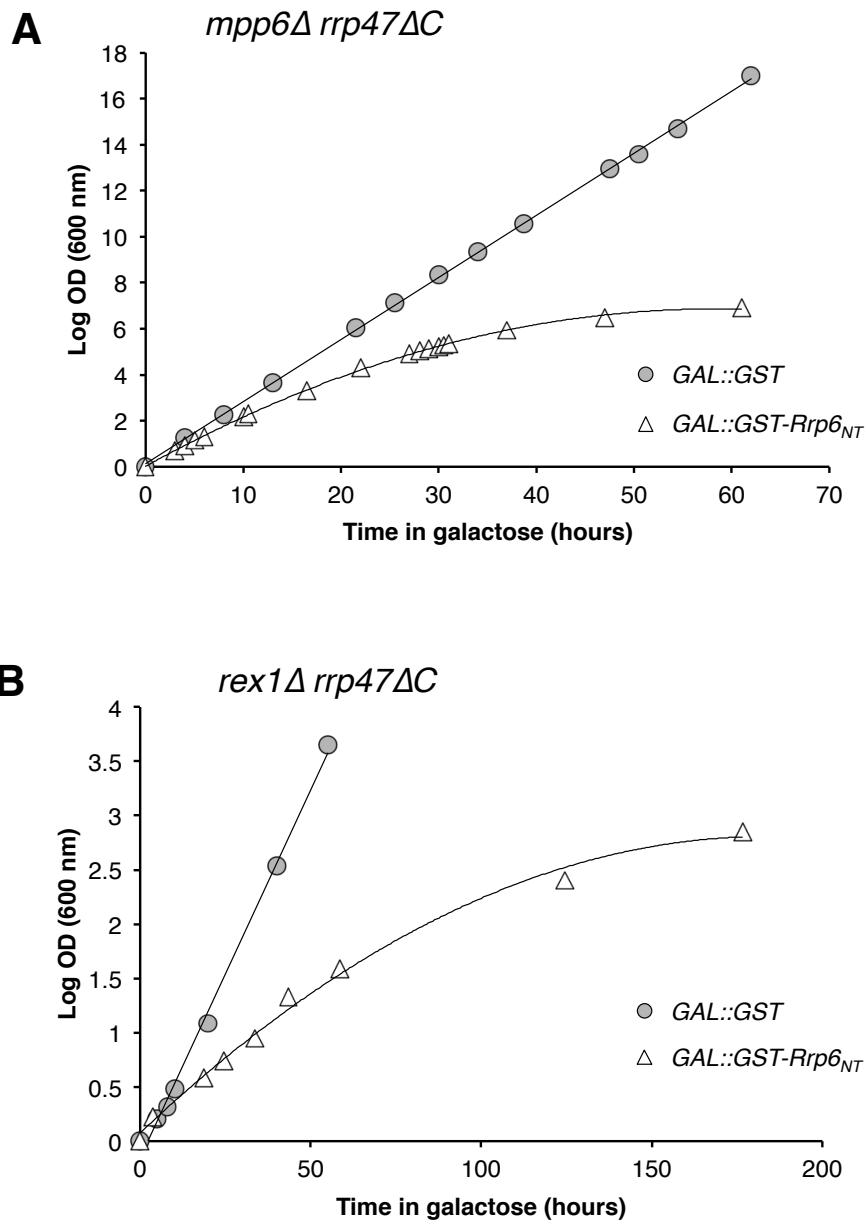 A
mpp6Δ rrp47ΔC
18
16
14
12
10
8
6
4
2
0
Log OD (600 nm)
GAL::GST
GAL::GST-Rrp6NT
0 10 20 30 40 50 60 70
Time in galactose (hours)
B
rex1Δ rrp47ΔC
4
3.5
3
2.5
2
1.5
1
0.5
0
Log OD (600 nm)
GAL::GST
GAL::GST-Rrp6NT
0 50 100 150 200
Time in galactose (hours)